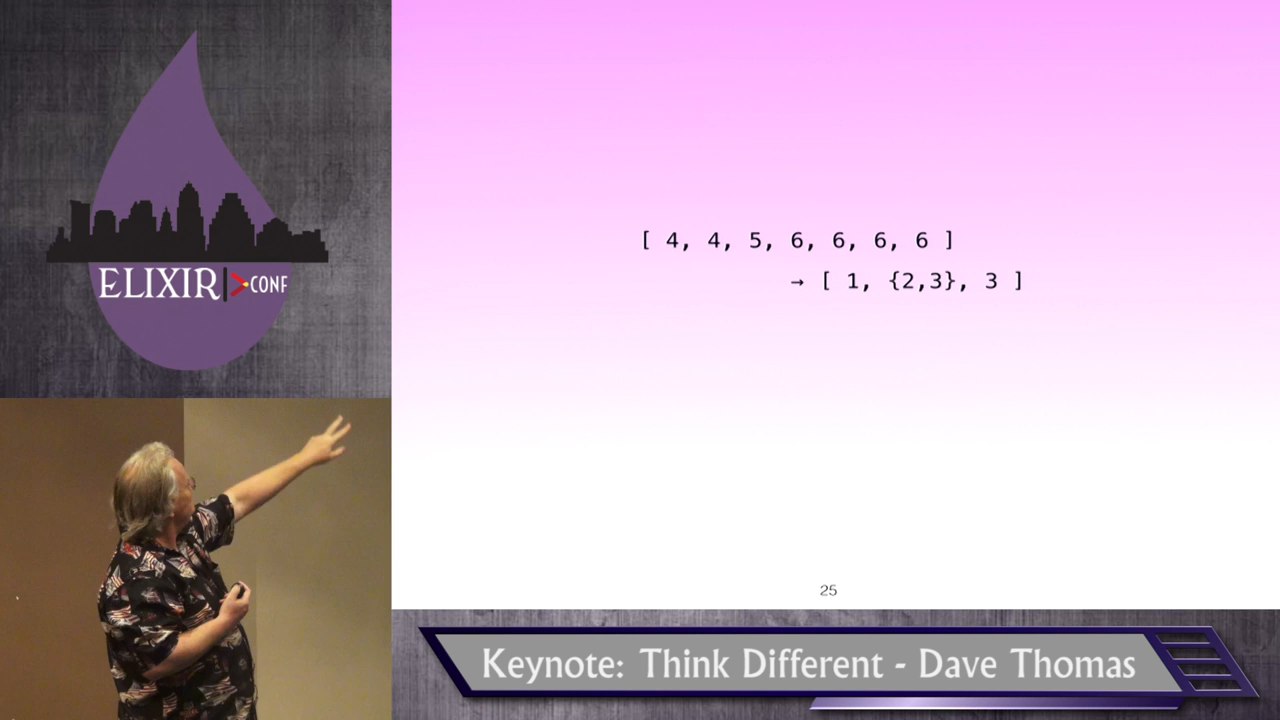 ELIXIR|>CONF
[ 4, 4, 5, 6, 6, 6, 6 ]
→ [ 1, {2,3}, 3 ]
25
Keynote: Think Different - Dave Thomas